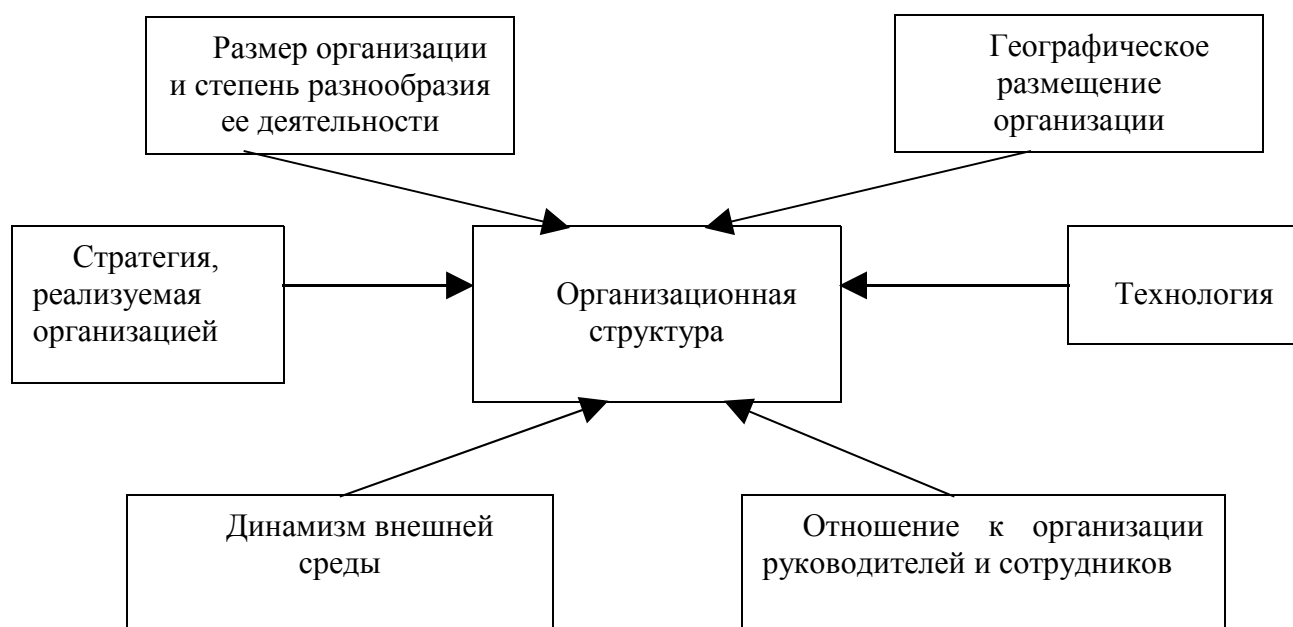 Размер организации
и степень разнообразия
ее деятельности
Географическое
размещение
организации
Стратегия,
реализуемая
организацией
Организационная
структура
Технология
Динамизм внешней
среды
Отношение к организации
руководителей и сотрудников